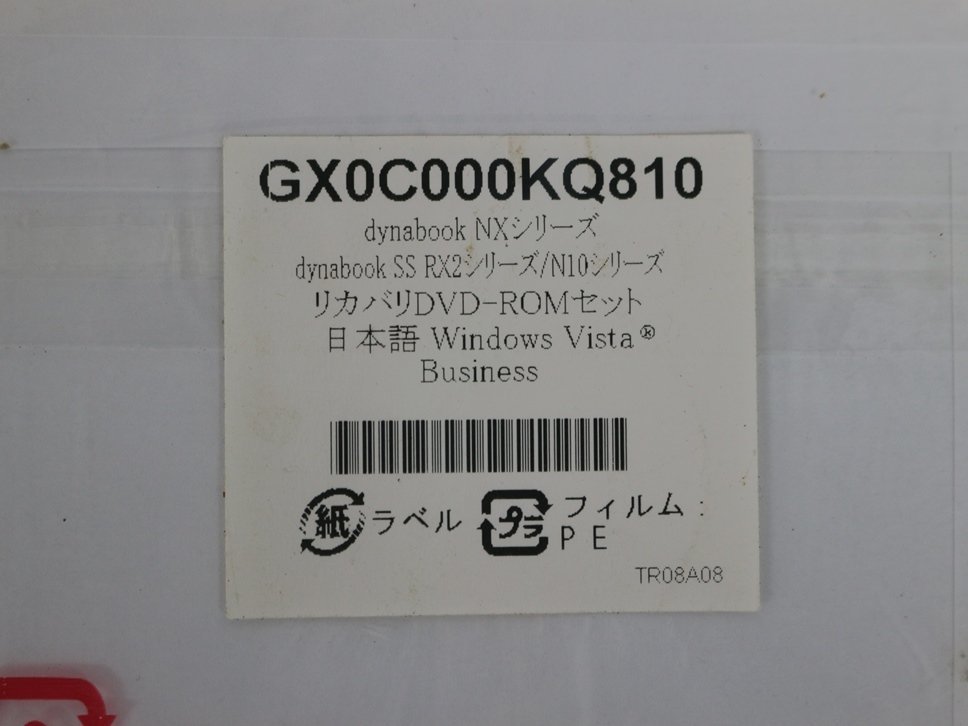 GX0C000KQ810
dynabook NXシリーズ
dynabook SS RX2シリーズ/N10シリーズ
リカバリDVD-ROMセット
日本語 Windows Vista®
Business
紙 ラベル
プラ フィルム:
PE
TR08A08